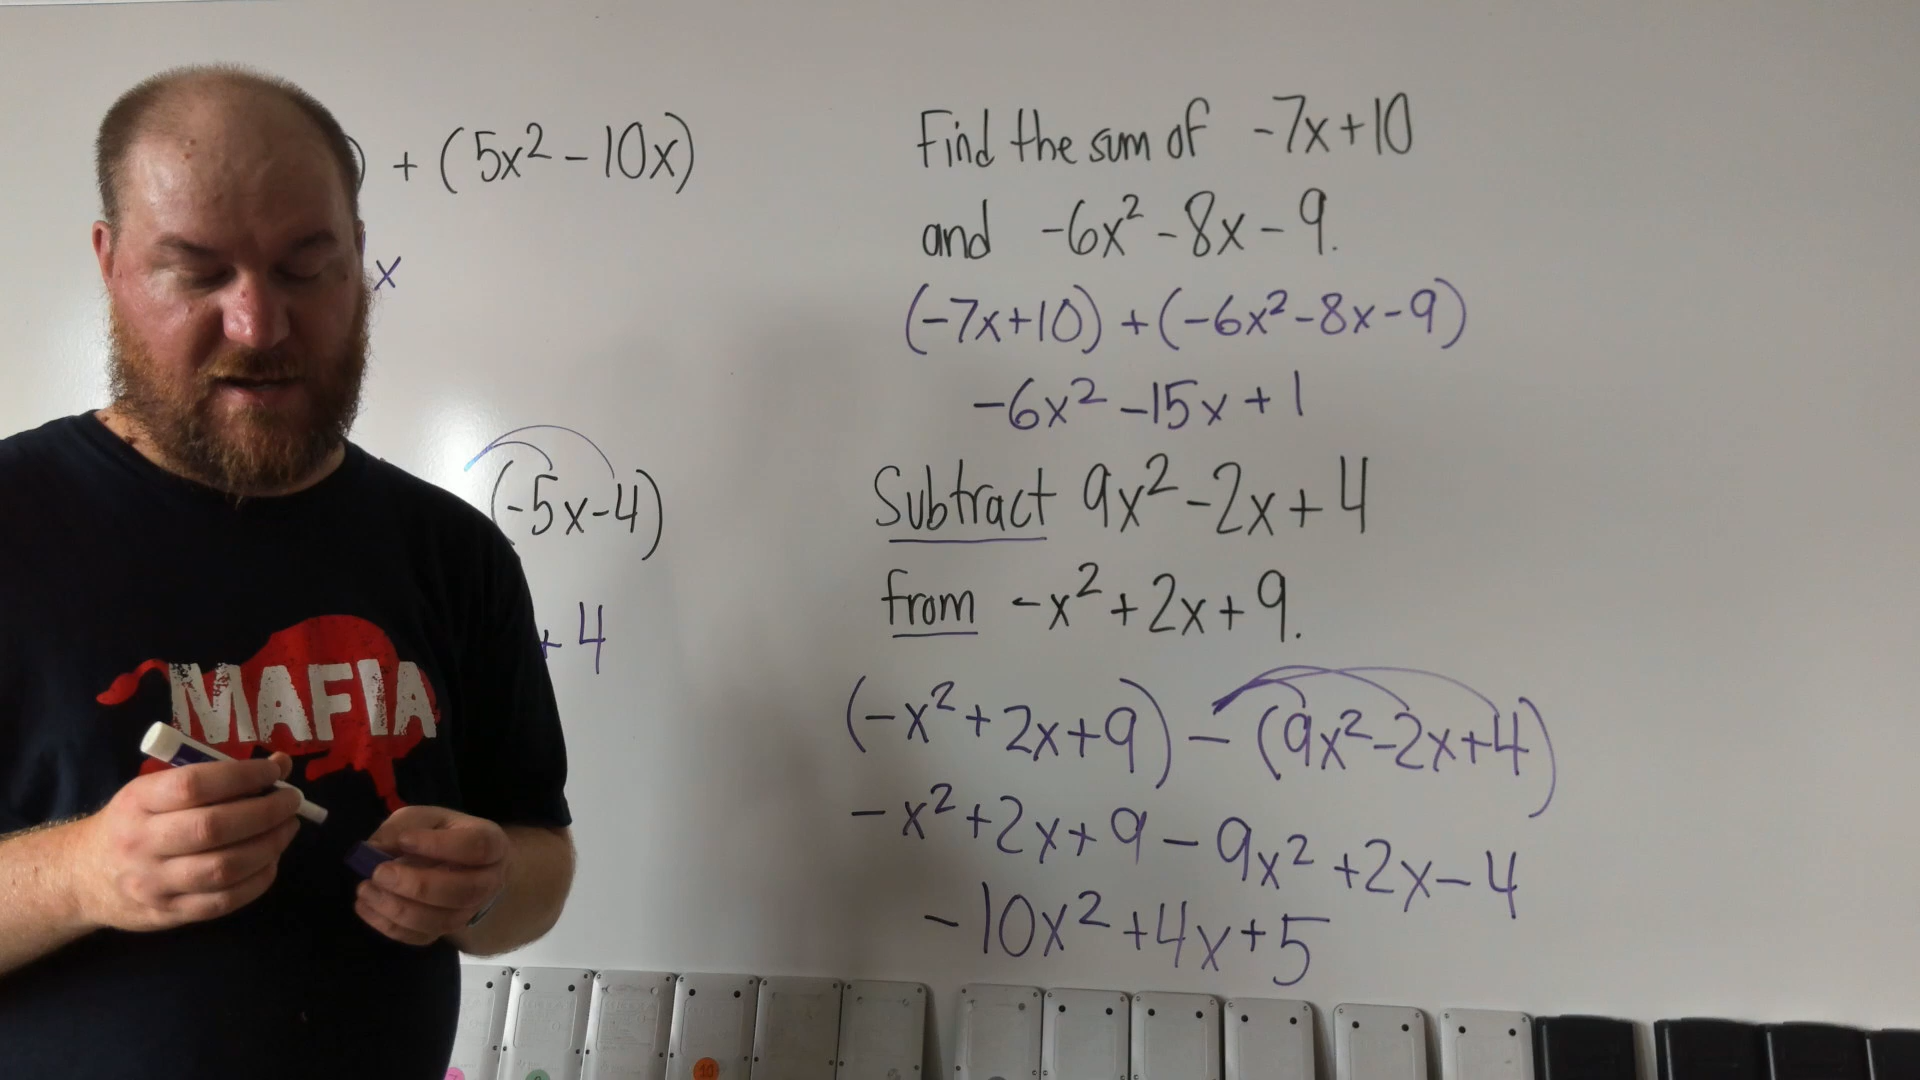 ) + (5x² - 10x)
x
(-5x-4)
+ 4
MAFIA
Find the sum of -7x+10
and -6x² - 8x - 9.
(-7x+10) + (-6x² - 8x - 9)
-6x² - 15x + 1
Subtract 9x² - 2x + 4
from -x² + 2x + 9.
(-x² + 2x + 9) - (9x² - 2x + 4)
-x² + 2x + 9 - 9x² + 2x - 4
-10x² + 4x + 5
10